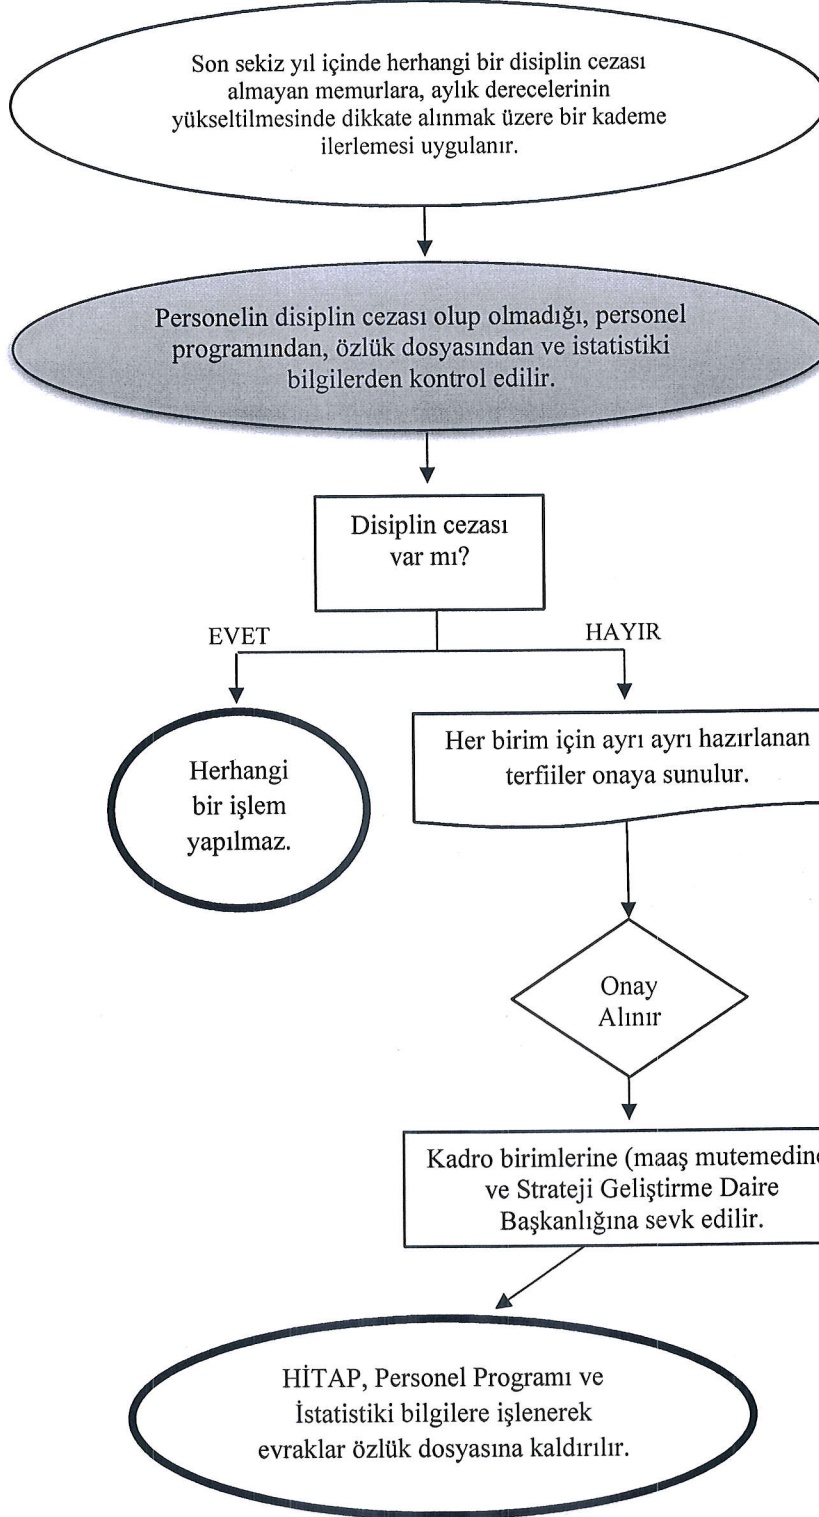 Son sekiz yıl içinde herhangi bir disiplin cezası
almayan memurlara, aylık derecelerinin
yükseltilmesinde dikkate alınmak üzere bir kademe
ilerlemesi uygulanır.
Personelin disiplin cezası olup olmadığı, personel
programından, özlük dosyasından ve istatistiki
bilgilerden kontrol edilir.
Disiplin cezası
var mı?
EVET
HAYIR
Herhangi
bir işlem
yapılmaz.
Her birim için ayrı ayrı hazırlanan
terfiiler onaya sunulur.
Onay
Alınır
Kadro birimlerine (maaş mutemedine
ve Strateji Geliştirme Daire
Başkanlığına sevk edilir.
HİTAP, Personel Programı ve
İstatistiki bilgilere işlenerek
evraklar özlük dosyasına kaldırılır.